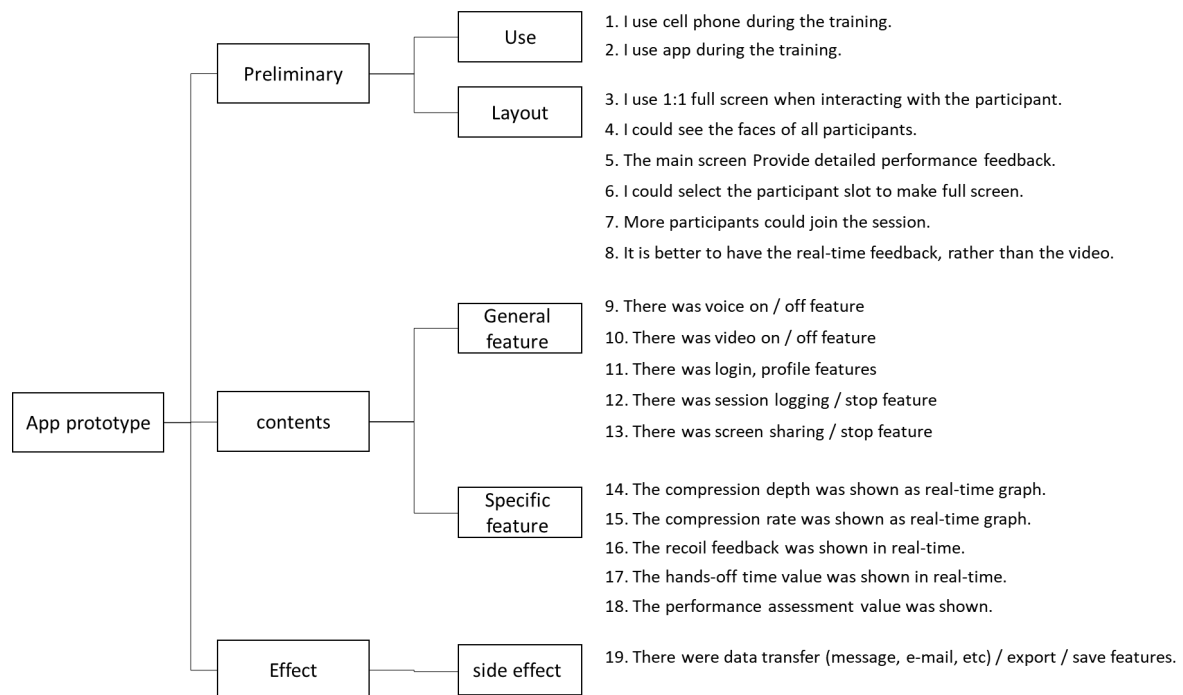 App prototype
Preliminary
Use
1. I use cell phone during the training.
2. I use app during the training.
Layout
3. I use 1:1 full screen when interacting with the participant.
4. I could see the faces of all participants.
5. The main screen Provide detailed performance feedback.
6. I could select the participant slot to make full screen.
7. More participants could join the session.
8. It is better to have the real-time feedback, rather than the video.
contents
General
feature
9. There was voice on / off feature
10. There was video on / off feature
11. There was login, profile features
12. There was session logging / stop feature
13. There was screen sharing / stop feature
Specific
feature
14. The compression depth was shown as real-time graph.
15. The compression rate was shown as real-time graph.
16. The recoil feedback was shown in real-time.
17. The hands-off time value was shown in real-time.
18. The performance assessment value was shown.
Effect
side effect
19. There were data transfer (message, e-mail, etc) / export / save features.